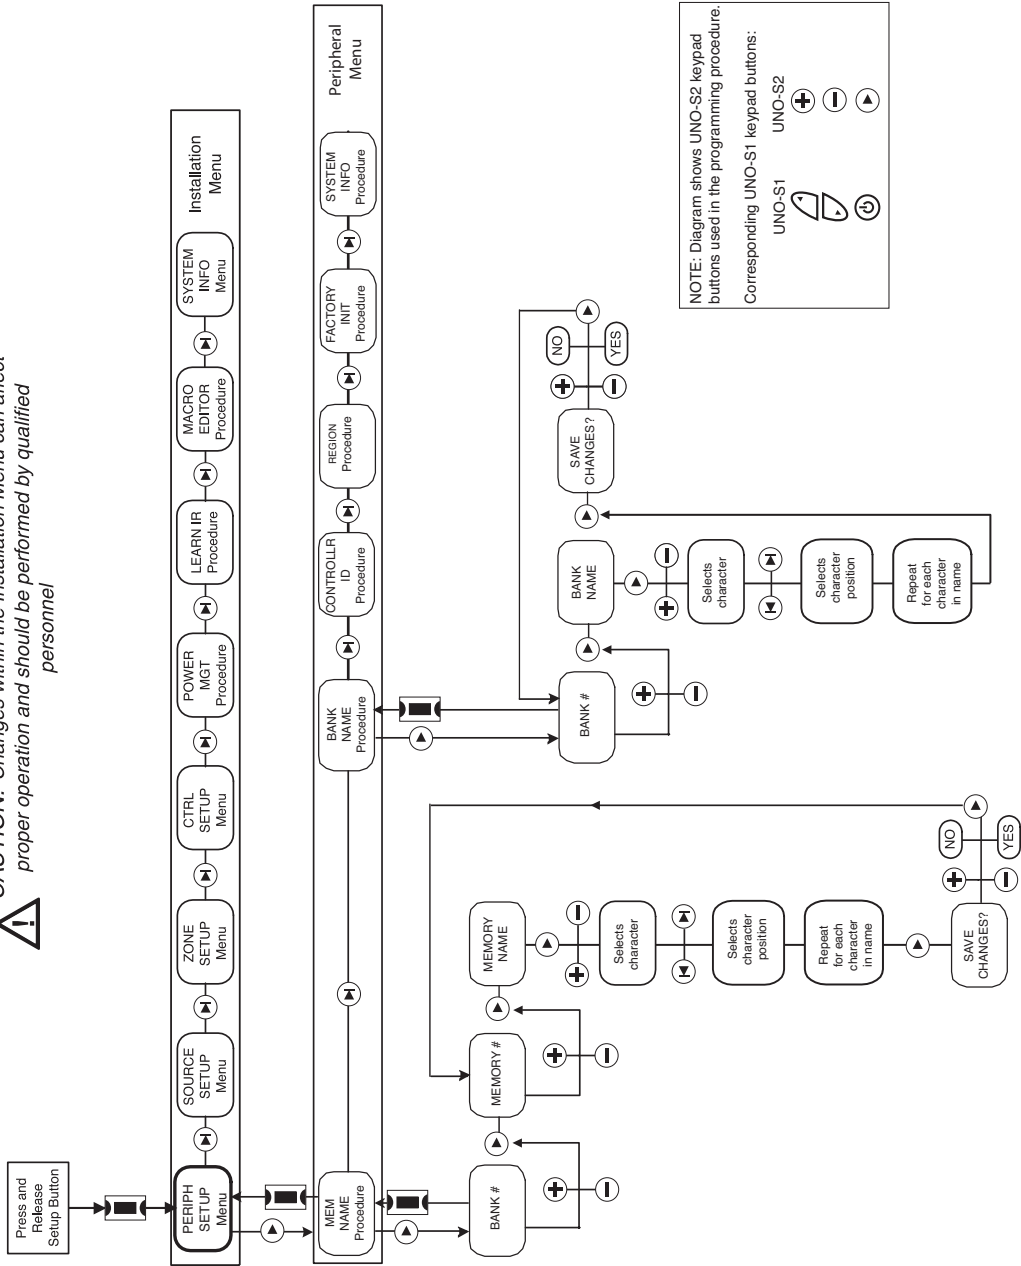 CAUTION: Changes within the Installation Menu can affect
proper operation and should be performed by qualified
personnel
Press and
Release
Setup Button
PERIPH
SETUP
Menu
SOURCE
SETUP
Menu
ZONE
SETUP
Menu
CTRL
SETUP
Menu
POWER
MGT
Procedure
LEARN IR
Procedure
MACRO
EDITOR
Procedure
SYSTEM
INFO
Menu
Installation
Menu
MEM
NAME
Procedure
BANK
NAME
Procedure
CONTROLLR
ID
Procedure
REGION
Procedure
FACTORY
INIT
Procedure
SYSTEM
INFO
Procedure
Peripheral
Menu
BANK #
MEMORY #
MEMORY
NAME
Selects
character
Selects
character
position
Repeat
for each
character
in name
SAVE
CHANGES?
NO
YES
BANK #
BANK
NAME
Selects
character
Selects
character
position
Repeat
for each
character
in name
SAVE
CHANGES?
NO
YES
NOTE: Diagram shows UNO-S2 keypad
buttons used in the programming procedure.
Corresponding UNO-S1 keypad buttons:
UNO-S1 UNO-S2